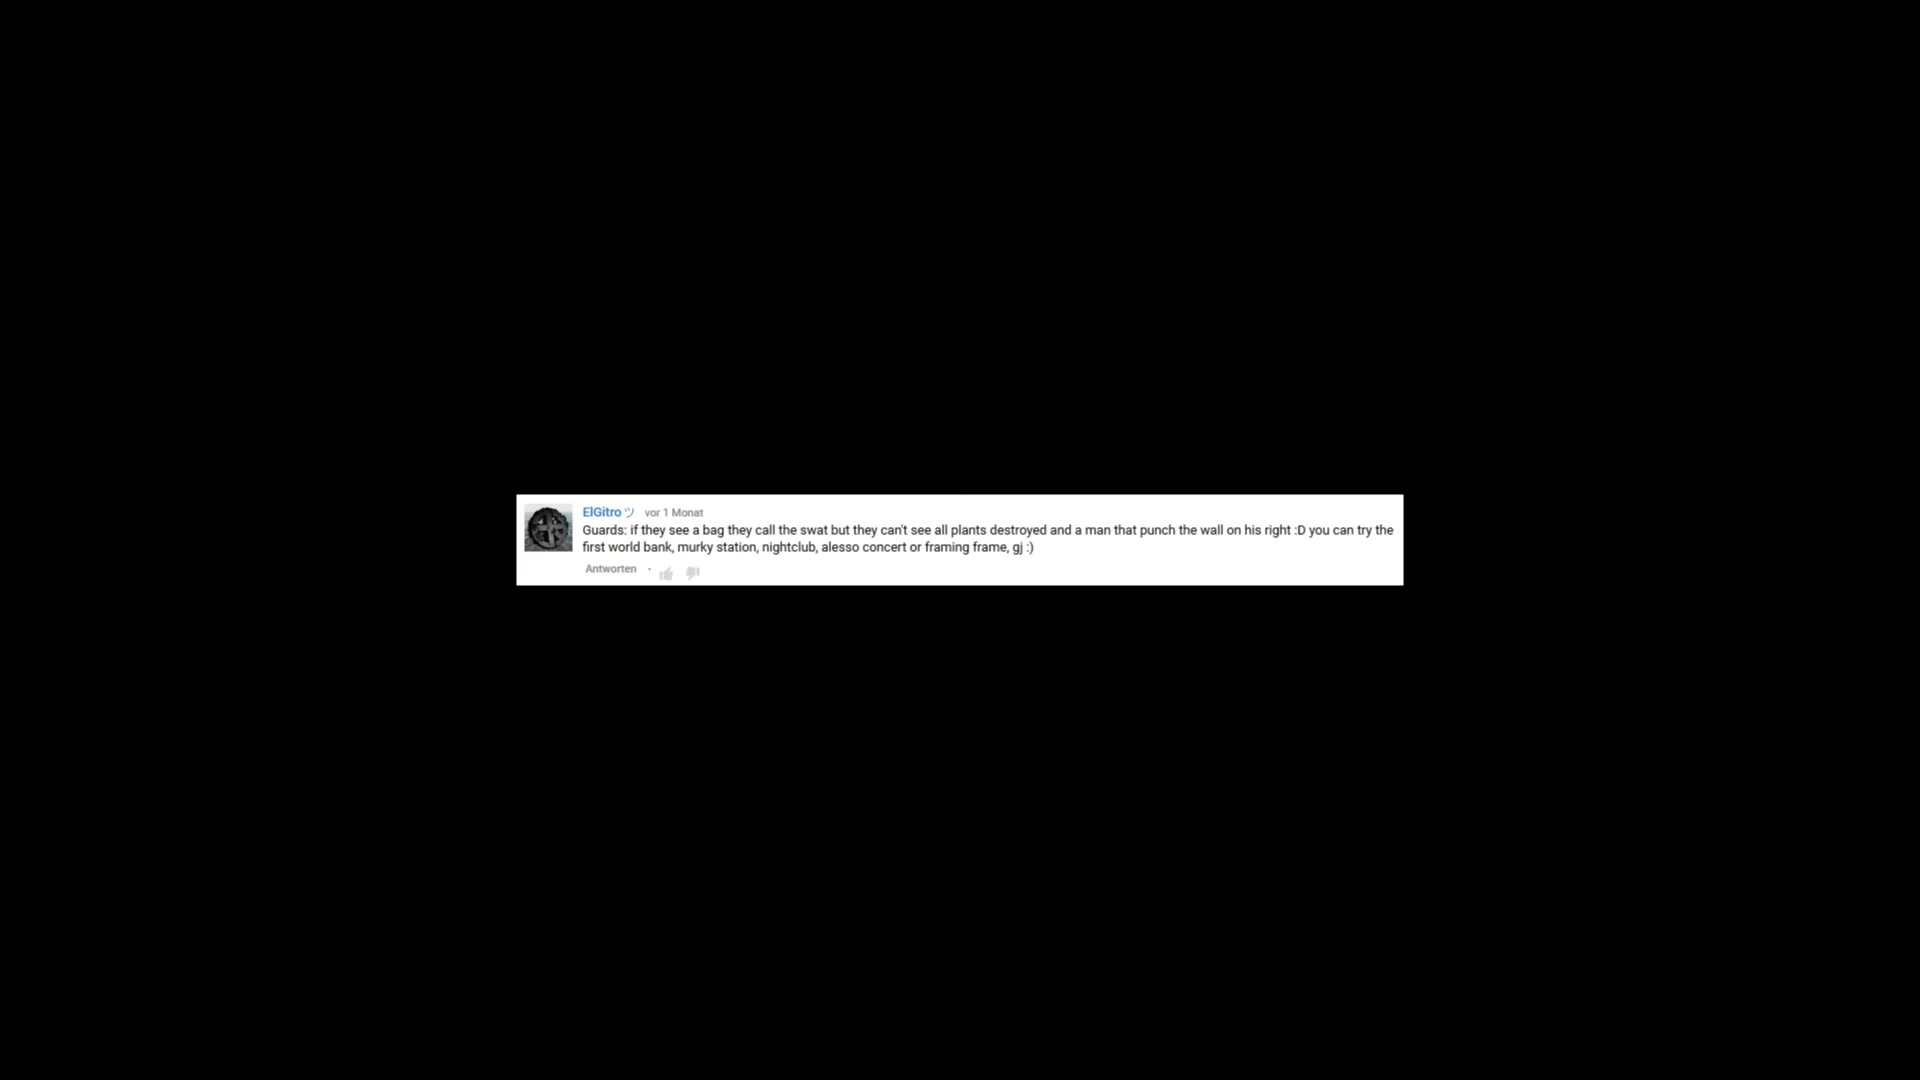 ElGitro ツ vor 1 Monat
Guards: if they see a bag they call the swat but they can't see all plants destroyed and a man that punch the wall on his right :D you can try the
first world bank, murky station, nightclub, alesso concert or framing frame, gj :)
Antworten ·